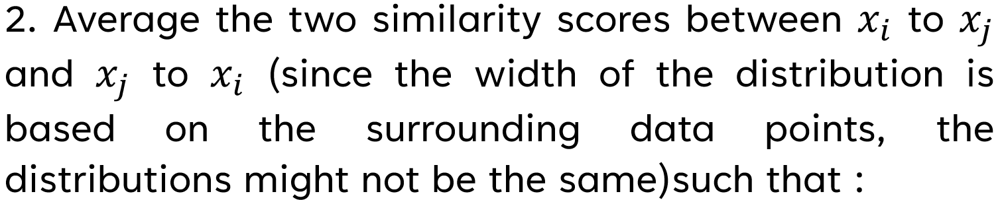 2. Average the two similarity scores between $x_i$ to $x_j$
and $x_j$ to $x_i$ (since the width of the distribution is
based on the surrounding data points, the
distributions might not be the same)such that :